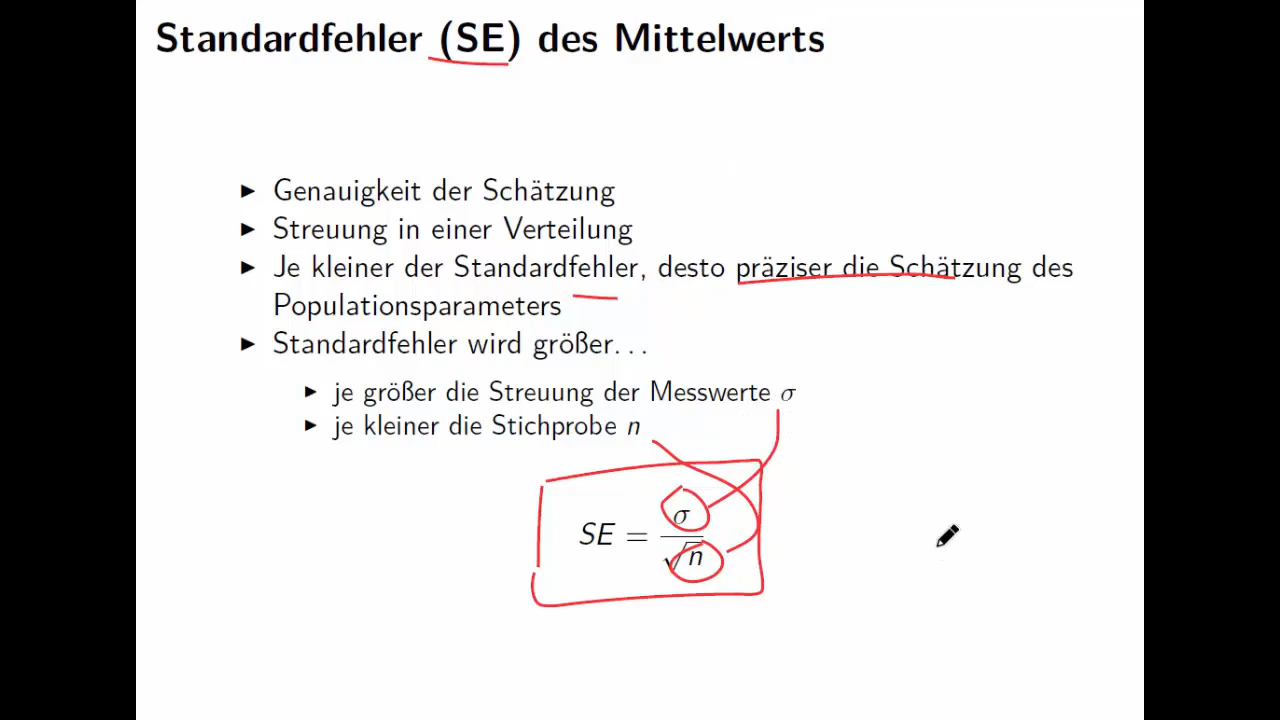 Standardfehler (SE) des Mittelwerts
▶ Genauigkeit der Schätzung
▶ Streuung in einer Verteilung
▶ Je kleiner der Standardfehler, desto präziser die Schätzung des
Populationsparameters
▶ Standardfehler wird größer...
▶ je größer die Streuung der Messwerte σ
▶ je kleiner die Stichprobe n
SE = σ / √n